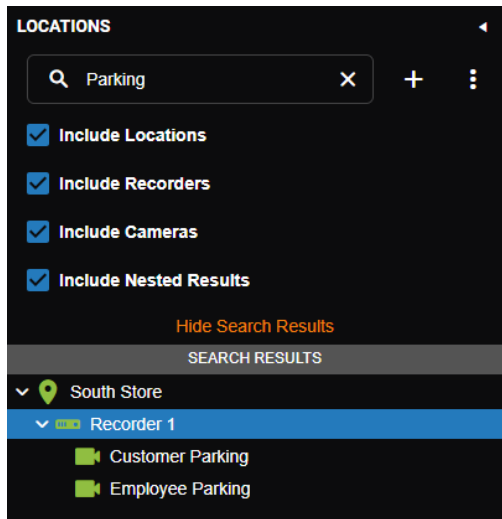 LOCATIONS
Parking
Include Locations
Include Recorders
Include Cameras
Include Nested Results
Hide Search Results
SEARCH RESULTS
South Store
Recorder 1
Customer Parking
Employee Parking